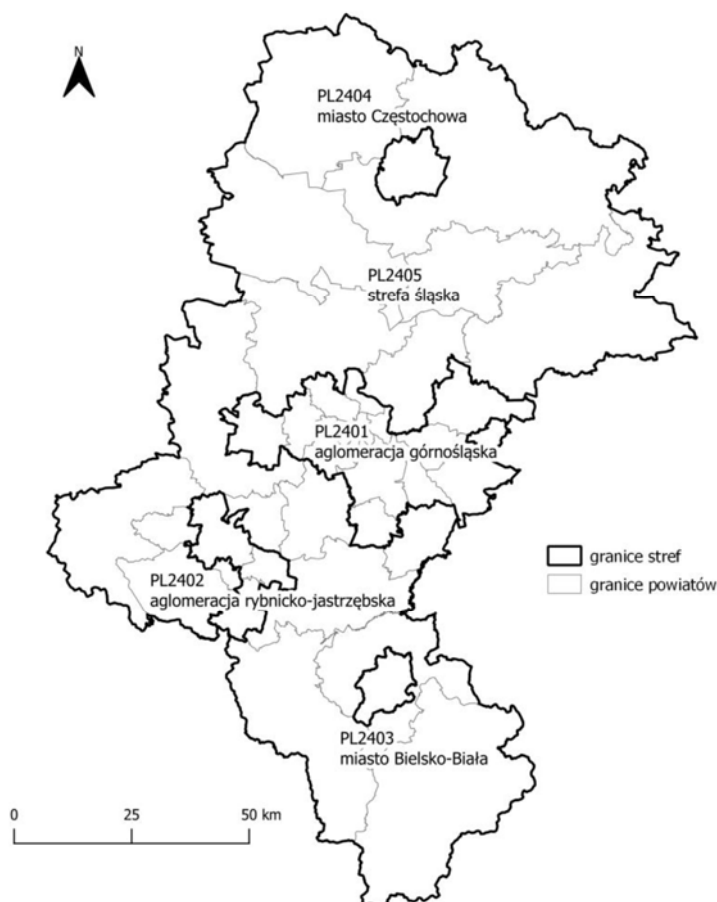 N
PL2404
miasto Częstochowa
PL2405
strefa śląska
PL2401
aglomeracja górnośląska
granice stref
granice powiatów
PL2402
aglomeracja rybnicko-jastrzębska
PL2403
miasto Bielsko-Biała
0 25 50 km